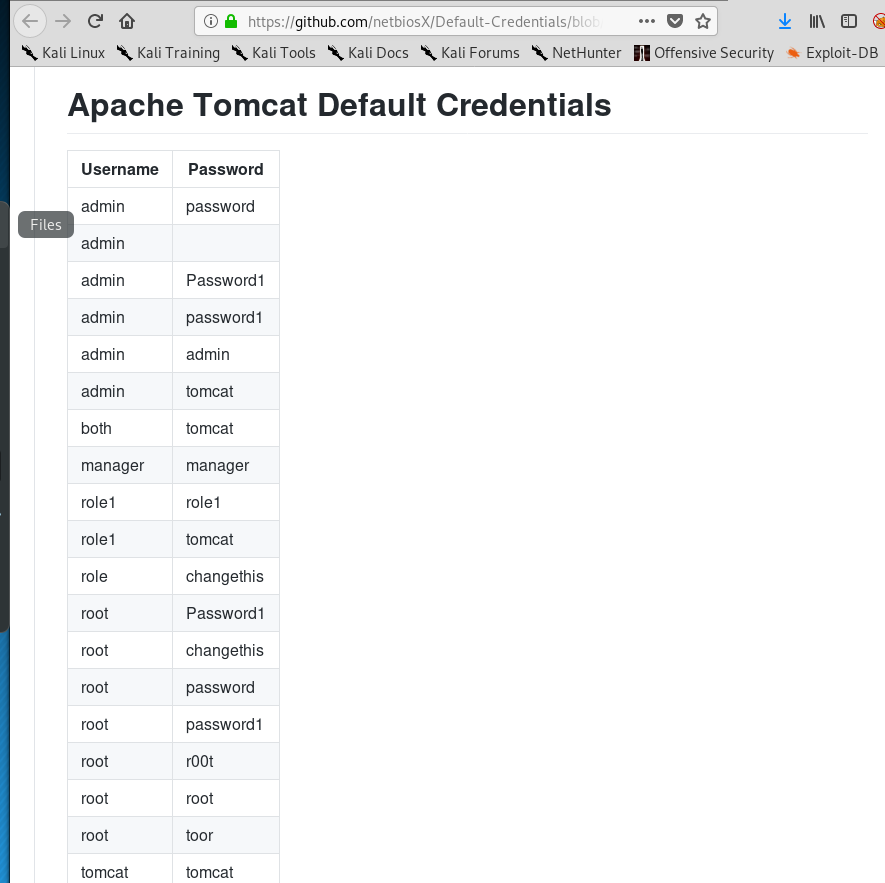 https://github.com/netbiosX/Default-Credentials/blob
Kali Linux Kali Training Kali Tools Kali Docs Kali Forums NetHunter Offensive Security Exploit-DB
Apache Tomcat Default Credentials
Username Password
admin password
Files
admin
admin Password1
admin password1
admin admin
admin tomcat
both tomcat
manager manager
role1 role1
role1 tomcat
role changethis
root Password1
root changethis
root password
root password1
root r00t
root root
root toor
tomcat tomcat